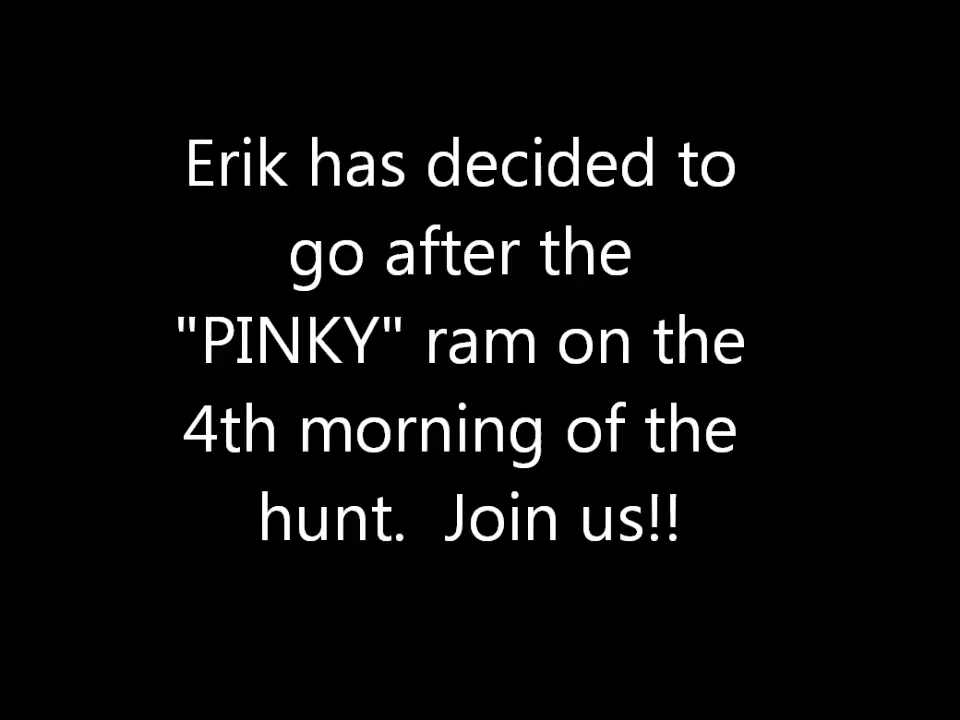 Erik has decided to
go after the
"PINKY" ram on the
4th morning of the
hunt.  Join us!!